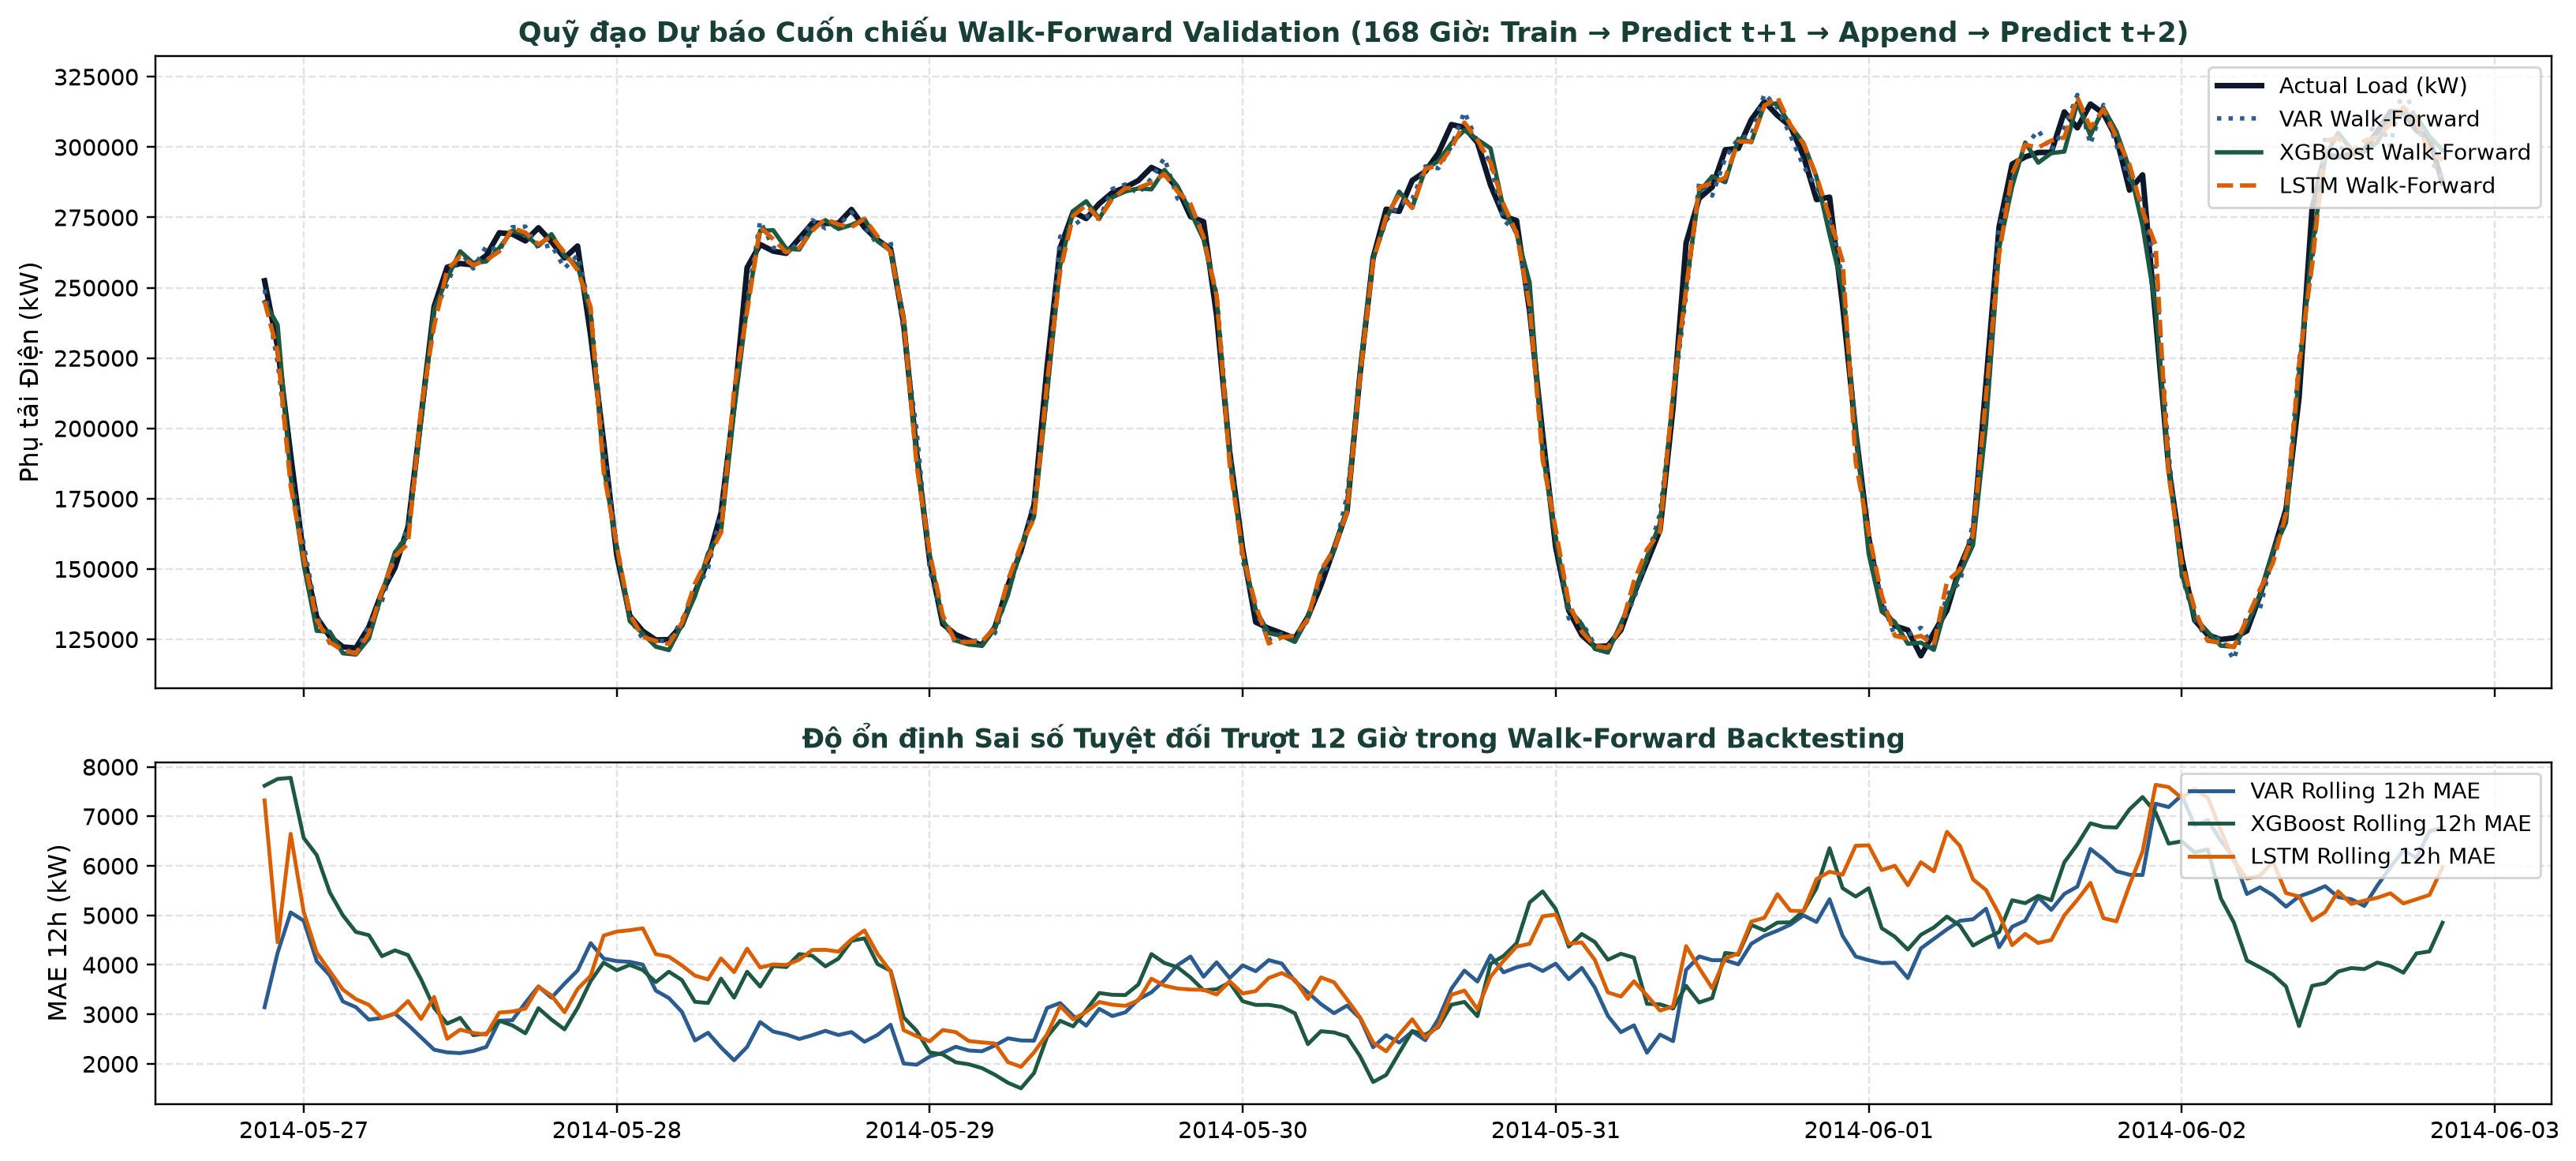 Quỹ đạo Dự báo Cuốn chiếu Walk-Forward Validation (168 Giờ: Train → Predict t+1 → Append → Predict t+2)
Phụ tải Điện (kW)
325000
300000
275000
250000
225000
200000
175000
150000
125000
Actual Load (kW)
VAR Walk-Forward
XGBoost Walk-Forward
LSTM Walk-Forward
Độ ổn định Sai số Tuyệt đối Trượt 12 Giờ trong Walk-Forward Backtesting
MAE 12h (kW)
8000
7000
6000
5000
4000
3000
2000
VAR Rolling 12h MAE
XGBoost Rolling 12h MAE
LSTM Rolling 12h MAE
2014-05-27
2014-05-28
2014-05-29
2014-05-30
2014-05-31
2014-06-01
2014-06-02
2014-06-03